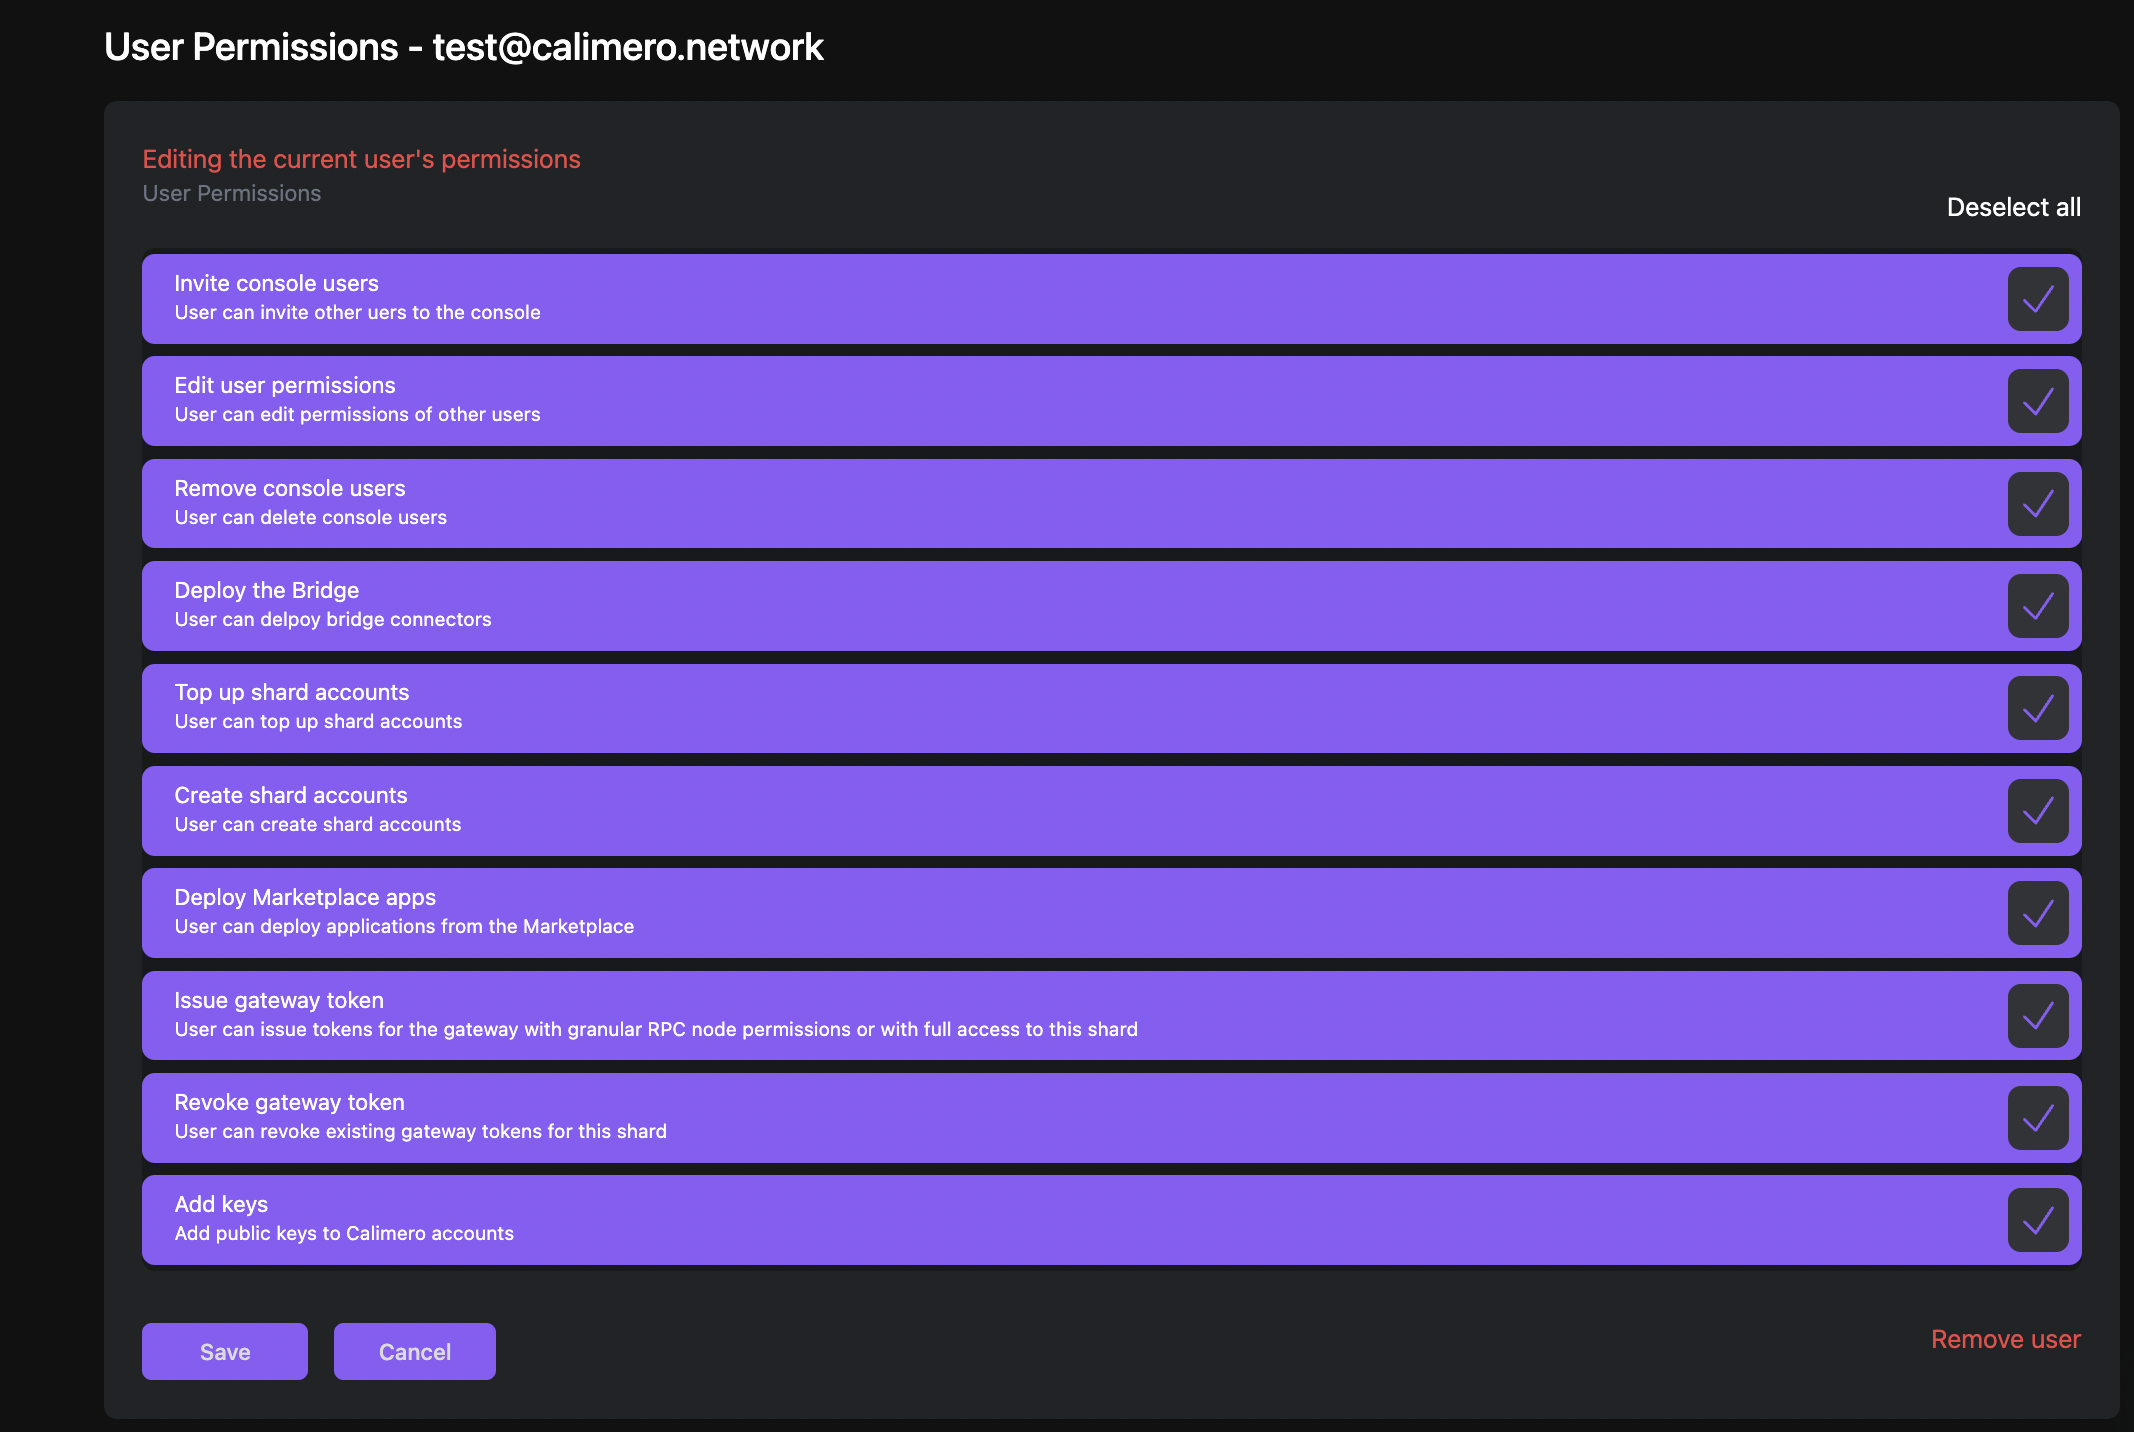 User Permissions - test@calimero.network
Editing the current user's permissions
User Permissions
Deselect all
Invite console users
User can invite other uers to the console
Edit user permissions
User can edit permissions of other users
Remove console users
User can delete console users
Deploy the Bridge
User can delpoy bridge connectors
Top up shard accounts
User can top up shard accounts
Create shard accounts
User can create shard accounts
Deploy Marketplace apps
User can deploy applications from the Marketplace
Issue gateway token
User can issue tokens for the gateway with granular RPC node permissions or with full access to this shard
Revoke gateway token
User can revoke existing gateway tokens for this shard
Add keys
Add public keys to Calimero accounts
Save
Cancel
Remove user